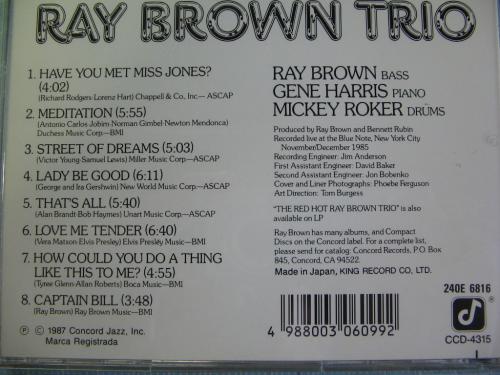 RAY BROWN TRIO
1. HAVE YOU MET MISS JONES?
(4:02)
(Richard Rodgers-Lorenz Hart) Chappell & Co., Inc.— ASCAP
2. MEDITATION (5:55)
(Antonio Carlos Jobim-Norman Gimbel-Newton Mendonca)
Duchess Music Corp.—BMI
3. STREET OF DREAMS (5:03)
(Victor Young-Samuel Lewis) Miller Music Corp.—ASCAP
4. LADY BE GOOD (6:11)
(George and Ira Gershwin) New World Music Corp.—ASCAP
5. THAT'S ALL (5:40)
(Alan Brandt-Bob Haymes) Unart Music Corp.—ASCAP
6. LOVE ME TENDER (6:40)
(Vera Matson-Elvis Presley) Elvis Presley Music—BMI
7. HOW COULD YOU DO A THING
LIKE THIS TO ME? (4:55)
(Tyree Glenn-Allan Roberts) Boca Music—BMI
8. CAPTAIN BILL (3:48)
(Ray Brown) Ray Brown Music—BMI
Ⓟ © 1987 Concord Jazz, Inc.
Marca Registrada
RAY BROWN BASS
GENE HARRIS PIANO
MICKEY ROKER DRUMS
Produced by Ray Brown and Bennett Rubin
Recorded live at the Blue Note, New York City
November/December 1985
Recording Engineer: Jim Anderson
First Assistant Engineer: David Baker
Second Assistant Engineer: Jon Bobenko
Cover and Liner Photographs: Phoebe Ferguson
Art Direction: Tom Burgess
"THE RED HOT RAY BROWN TRIO" is also
available on LP
Ray Brown has many albums, and Compact
Discs on the Concord label. For a complete list,
please send for catalog: Concord Records, P.O. Box
845, Concord, CA 94522.
Made in Japan, KING RECORD CO., LTD.
240E 6816
4 988003 060992
CCD-4315